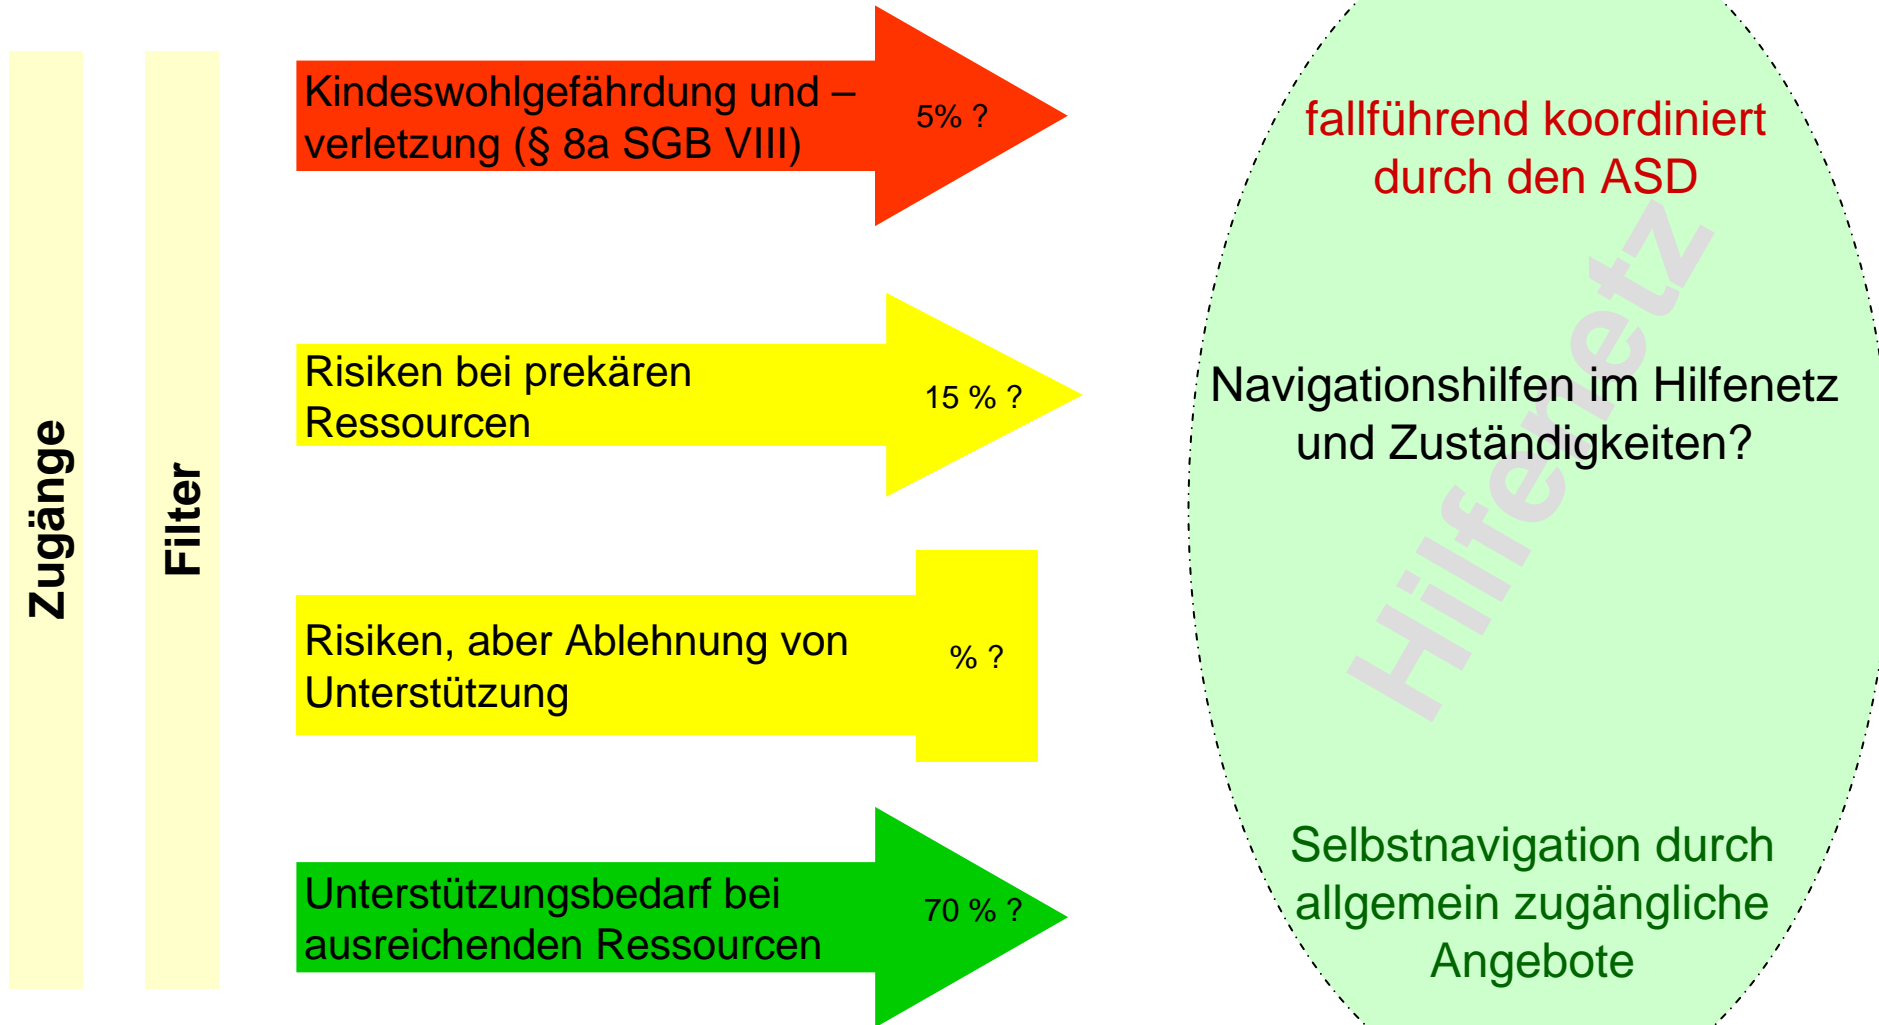 Zugänge
Filter
Kindeswohlgefährdung und –
verletzung (§ 8a SGB VIII)
5% ?
fallführend koordiniert
durch den ASD
Risiken bei prekären
Ressourcen
15 % ?
Navigationshilfen im Hilfenetz
und Zuständigkeiten?
Hilfenetz
Risiken, aber Ablehnung von
Unterstützung
% ?
Unterstützungsbedarf bei
ausreichenden Ressourcen
70 % ?
Selbstnavigation durch
allgemein zugängliche
Angebote